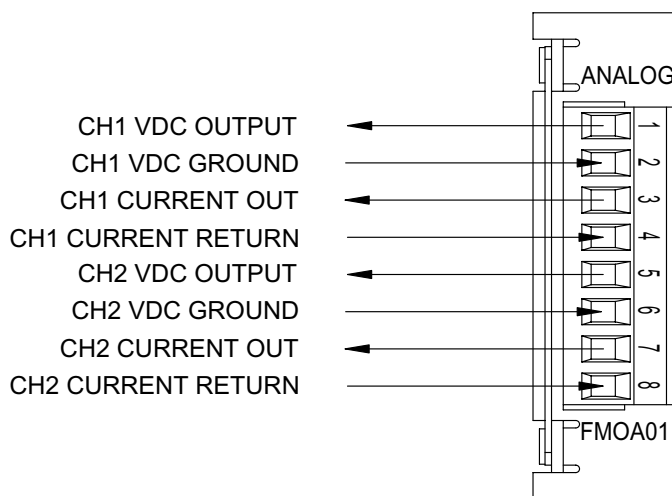 ANALOG
CH1 VDC OUTPUT 1
CH1 VDC GROUND 2
CH1 CURRENT OUT 3
CH1 CURRENT RETURN 4
CH2 VDC OUTPUT 5
CH2 VDC GROUND 6
CH2 CURRENT OUT 7
CH2 CURRENT RETURN 8
FMOA01